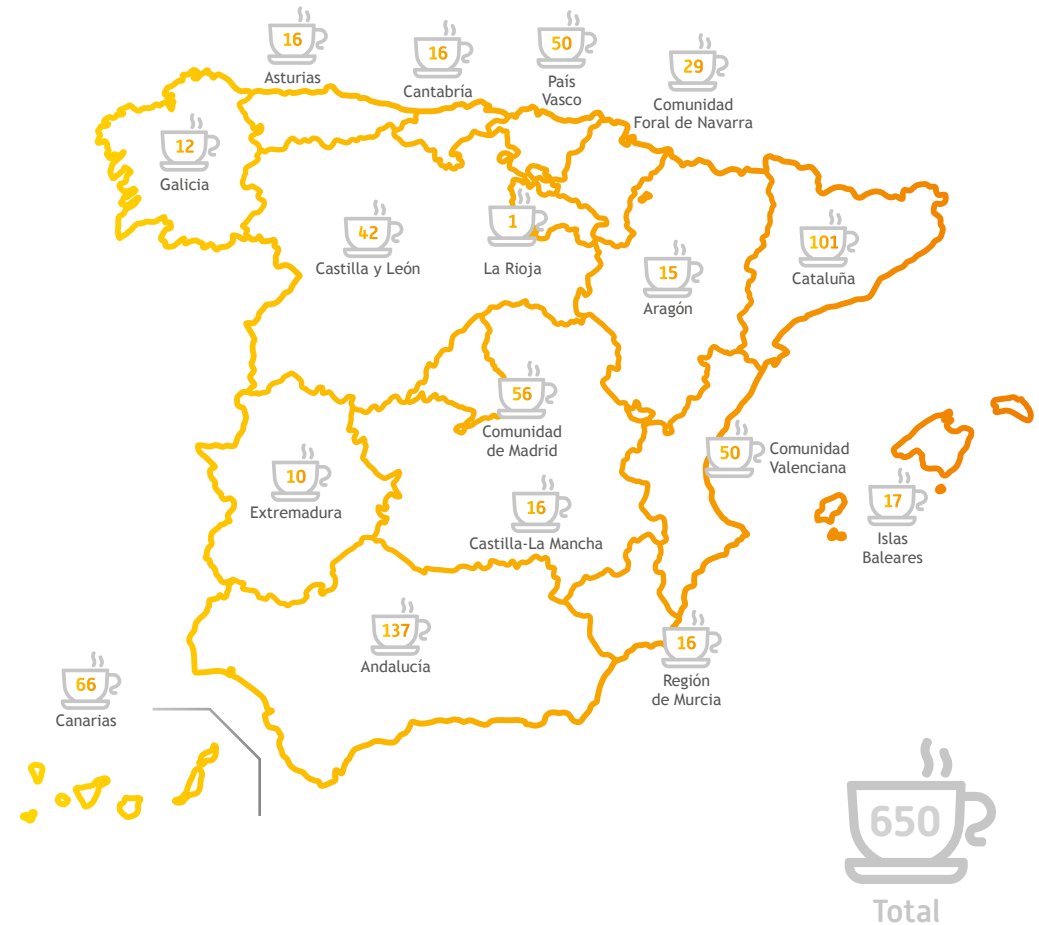 16
Asturias
16
Cantabría
50
País
Vasco
29
Comunidad
Foral de Navarra
12
Galicia
42
Castilla y León
1
La Rioja
15
Aragón
101
Cataluña
56
Comunidad
de Madrid
50
Comunidad
Valenciana
17
Islas
Baleares
10
Extremadura
16
Castilla-La Mancha
137
Andalucía
16
Región
de Murcia
66
Canarias
650
Total